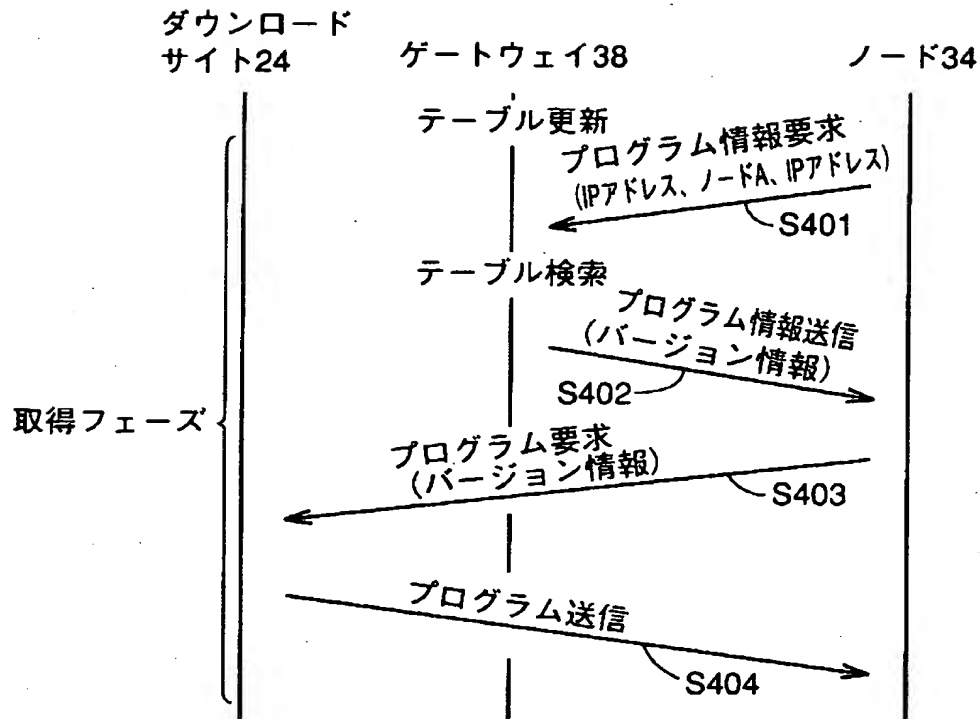 ダウンロード
サイト24
ゲートウェイ38
ノード34
テーブル更新
プログラム情報要求
(IPアドレス、ノードA、IPアドレス)
S401
テーブル検索
プログラム情報送信
(バージョン情報)
S402
取得フェーズ
プログラム要求
(バージョン情報)
S403
プログラム送信
S404